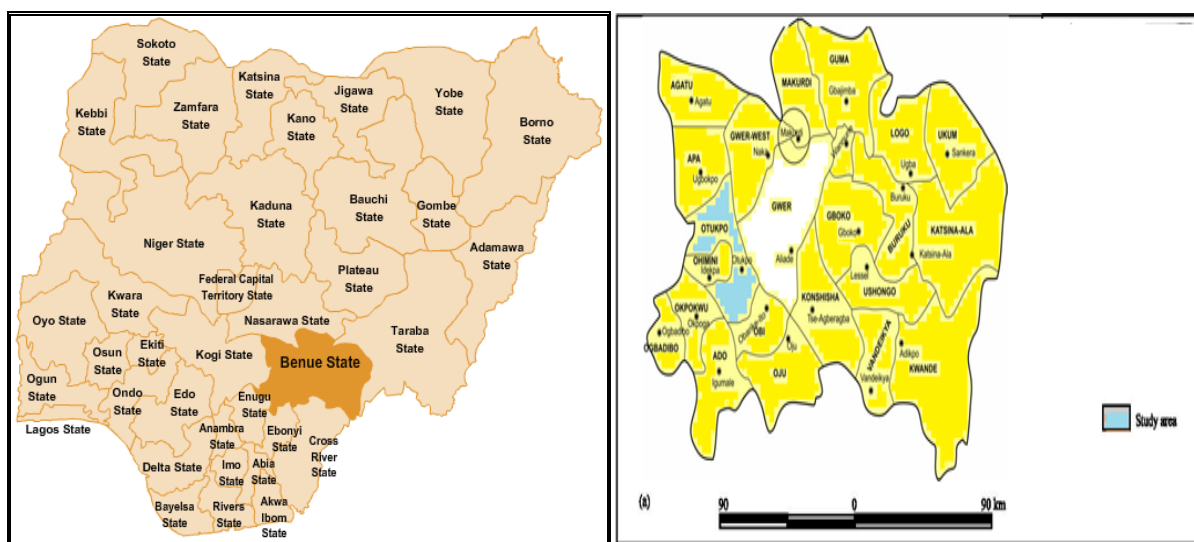 Sokoto
State
Katsina
State
Jigawa
State
Yobe
State
Borno
State
Kebbi
State
Zamfara
State
Kano
State
Bauchi
State
Gombe
State
Kaduna
State
Adamawa
State
Niger State
Plateau
State
Federal Capital
Territory State
Kwara
State
Nasarawa State
Taraba
State
Oyo State
Benue State
Kogi State
Ekiti
State
Osun
State
Ogun
State
Ondo
State
Edo
State
Enugu
State
Lagos State
Anambra
State
Ebonyi
State
Cross
River
State
Delta State
Imo
State
Abia
State
Bayelsa
State
Rivers
State
Akwa
Ibom
State
GUMA
Gbajimba
AGATU
Agatu
MAKURDI
Makurdi
GWER-WEST
Naka
LOGO
Ugba
UKUM
Sankera
APA
Ugbokpo
Buruku
GWER
GBOKO
Gboko
BURUKU
KATSINA-ALA
Katsina-Ala
OTUKPO
Otukpo
Aliade
OHIMINI
Idekpa
Lessel
USHONGO
OKPOKWU
Okpoga
KONSHISHA
Tse-Agberagba
Ogbadibo
OGBADIBO
OBI
Oju
VANDEIKYA
Adikpo
KWANDE
ADO
Igumale
OJU
Vandeikya
Study area
(a)
90
0
90 km